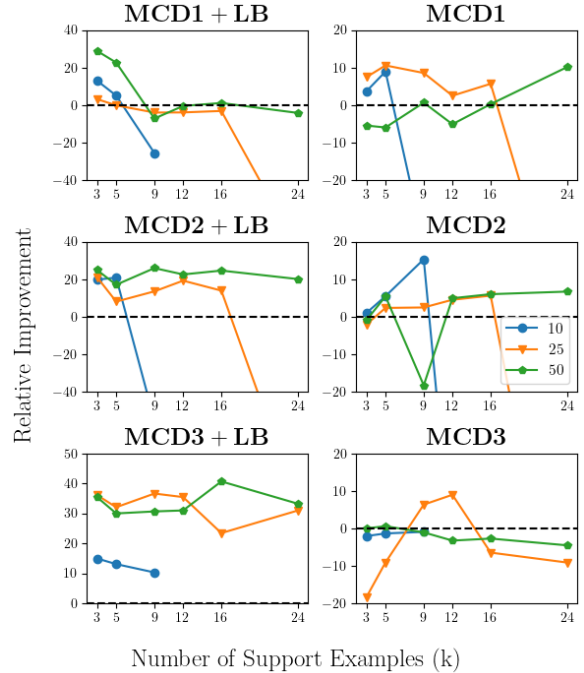 MCD1 + LB
MCD1
40
20
0
−20
−40
3 5 9 12 16 24
20
10
0
−10
−20
3 5 9 12 16 24
MCD2 + LB
MCD2
40
20
0
−20
−40
3 5 9 12 16 24
20
10
0
−10
−20
3 5 9 12 16 24
10
25
50
MCD3 + LB
MCD3
50
40
30
20
10
0
3 5 9 12 16 24
20
10
0
−10
−20
3 5 9 12 16 24
Relative Improvement
Number of Support Examples (k)